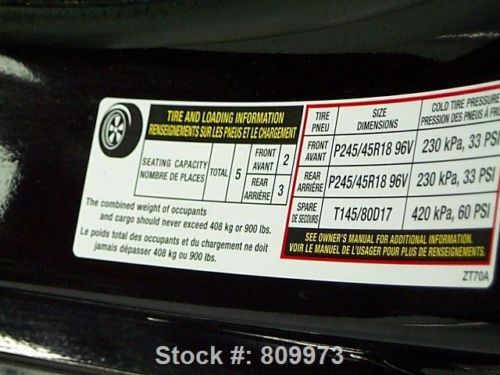 TIRE AND LOADING INFORMATION
RENSEIGNEMENTS SUR LES PNEUS ET LE CHARGEMENT
SEATING CAPACITY
NOMBRE DE PLACES
TOTAL 5
FRONT
AVANT 2
REAR
ARRIÈRE 3
The combined weight of occupants
and cargo should never exceed 408 kg or 900 lbs.
Le poids total des occupants et du chargement ne doit
jamais dépasser 408 kg ou 900 lbs.
TIRE
PNEU
SIZE
DIMENSIONS
COLD TIRE PRESSURE
PRESSION DES PNEUS À
FRONT
AVANT
P245/45R18 96V
230 kPa, 33 PSI
REAR
ARRIÈRE
P245/45R18 96V
230 kPa, 33 PSI
SPARE
DE SECOURS
T145/80D17
420 kPa, 60 PSI
SEE OWNER'S MANUAL FOR ADDITIONAL INFORMATION.
VOIR LE MANUEL DE L'USAGER POUR PLUS DE RENSEIGNEMENTS.
ZT70A
Stock #: 809973